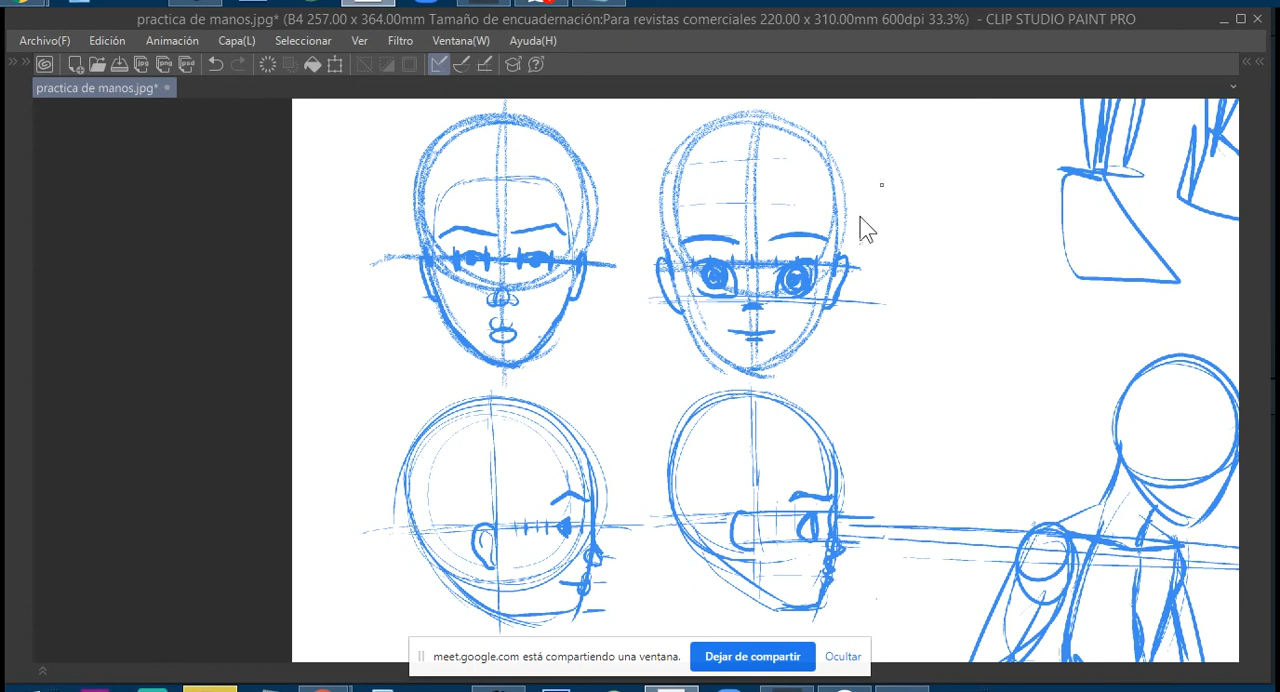 practica de manos.jpg* (B4 257.00 x 364.00mm Tamaño de encuadernación:Para revistas comerciales 220.00 x 310.00mm 600dpi 33.3%) - CLIP STUDIO PAINT PRO
Archivo(F) Edición Animación Capa(L) Seleccionar Ver Filtro Ventana(W) Ayuda(H)
practica de manos.jpg*
meet.google.com está compartiendo una ventana. Dejar de compartir Ocultar